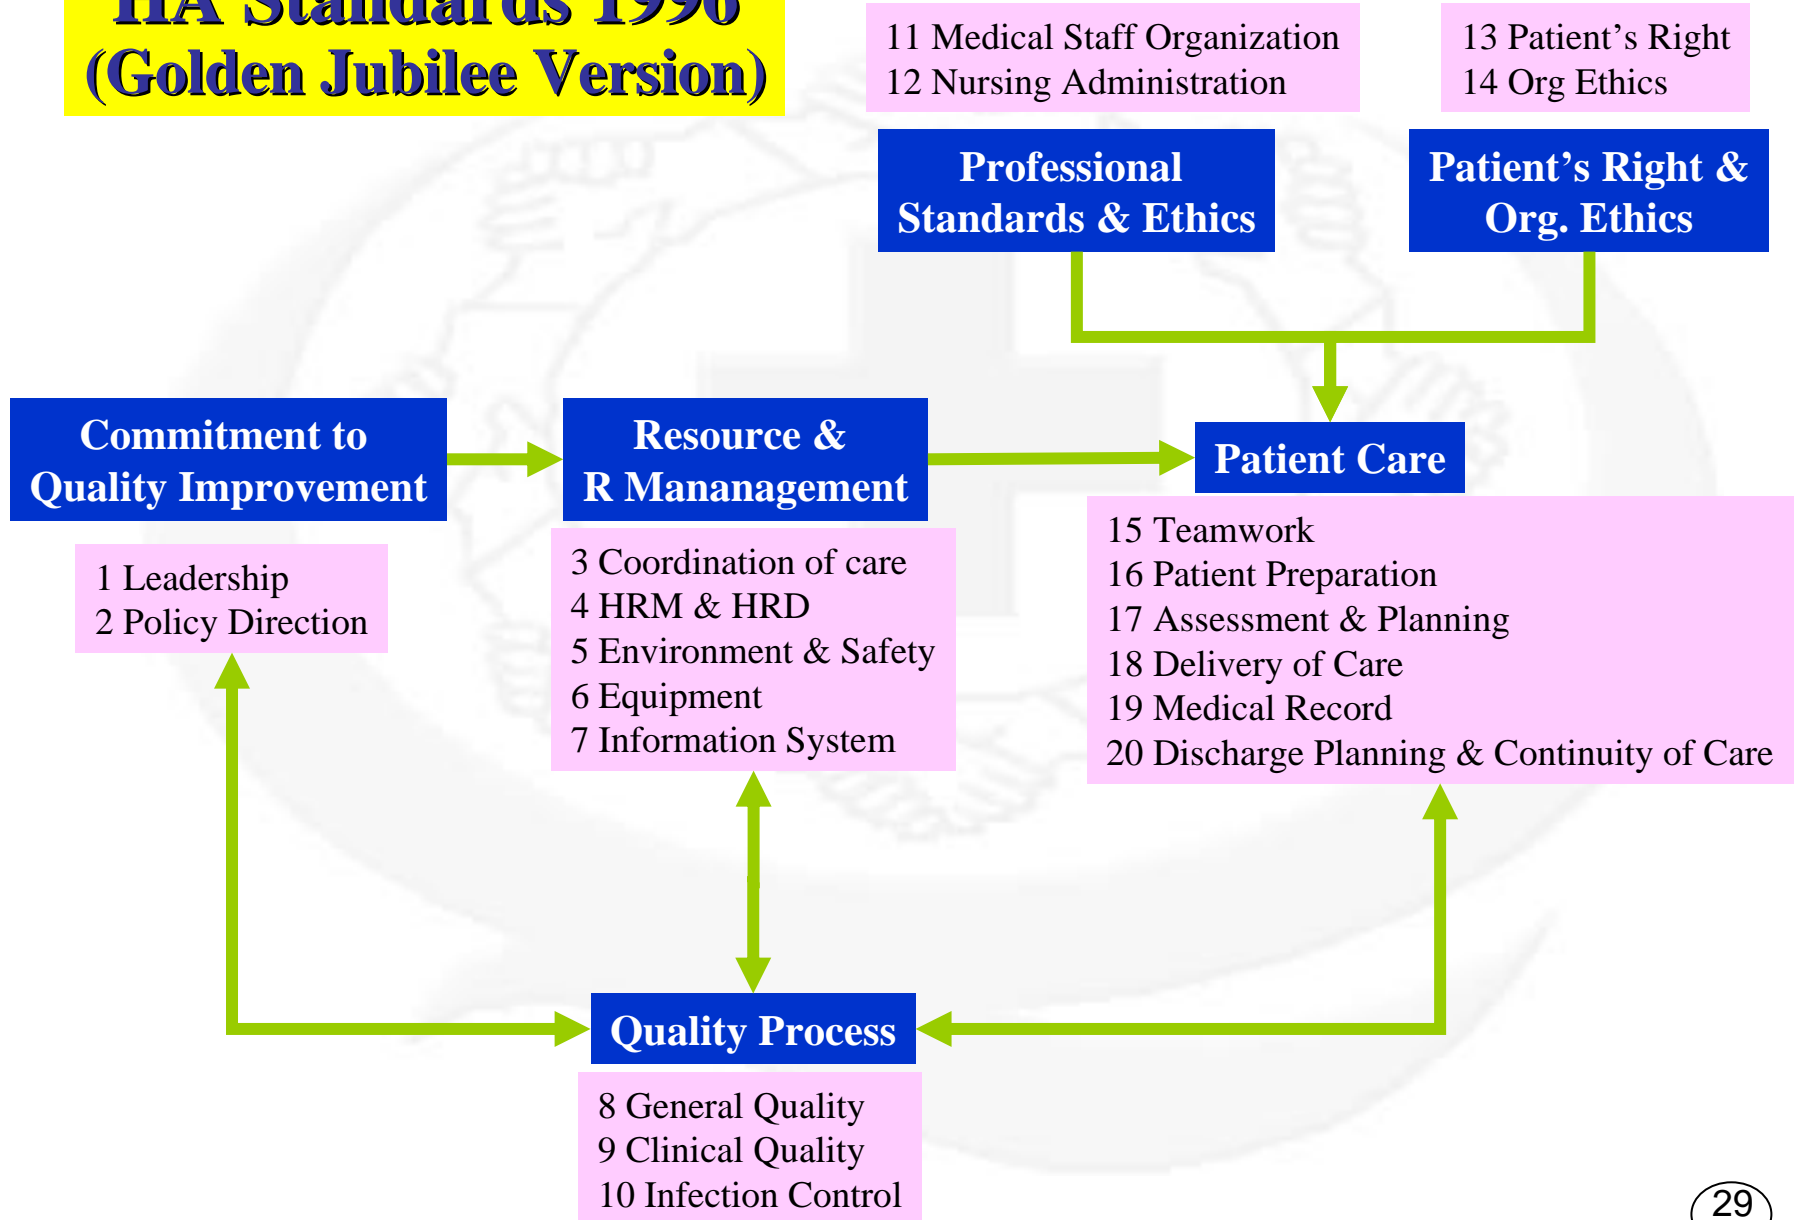 HA Standards 1996
(Golden Jubilee Version)
11 Medical Staff Organization
12 Nursing Administration
13 Patient's Right
14 Org Ethics
Professional
Standards & Ethics
Patient's Right &
Org. Ethics
Commitment to
Quality Improvement
Resource &
R Mananagement
Patient Care
1 Leadership
2 Policy Direction
3 Coordination of care
4 HRM & HRD
5 Environment & Safety
6 Equipment
7 Information System
15 Teamwork
16 Patient Preparation
17 Assessment & Planning
18 Delivery of Care
19 Medical Record
20 Discharge Planning & Continuity of Care
Quality Process
8 General Quality
9 Clinical Quality
10 Infection Control
29